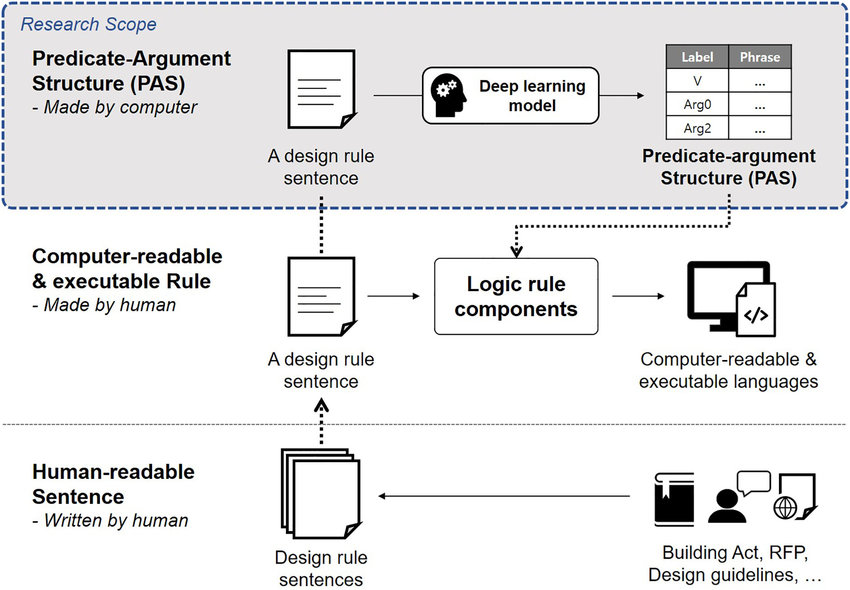 Research Scope
Predicate-Argument
Structure (PAS)
- Made by computer
A design rule
sentence
Deep learning
model
Label Phrase
V ...
Arg0 ...
Arg2 ...
Predicate-argument
Structure (PAS)
Computer-readable
& executable Rule
- Made by human
A design rule
sentence
Logic rule
components
</>
Computer-readable &
executable languages
Human-readable
Sentence
- Written by human
Design rule
sentences
Building Act, RFP,
Design guidelines, ...